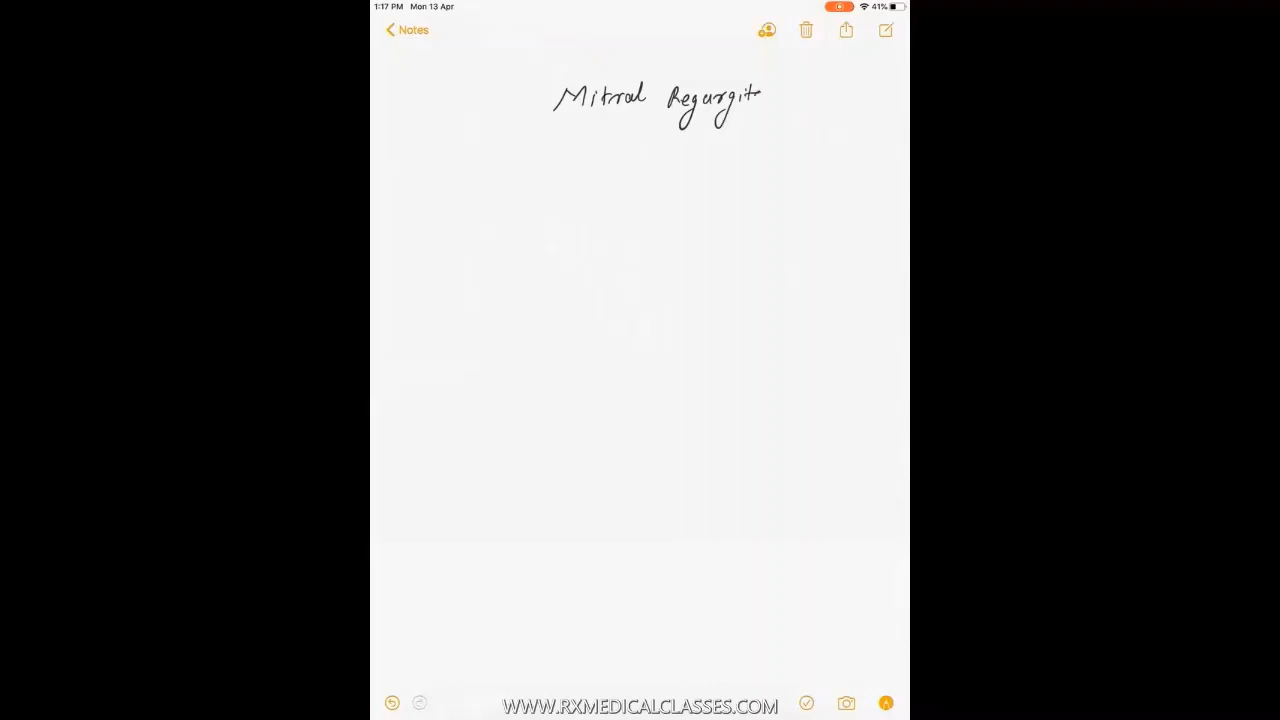 1:17 PM Mon 13 Apr 41%
Notes
Mitral Regurgit
WWW.RXMEDICALCLASSES.COM